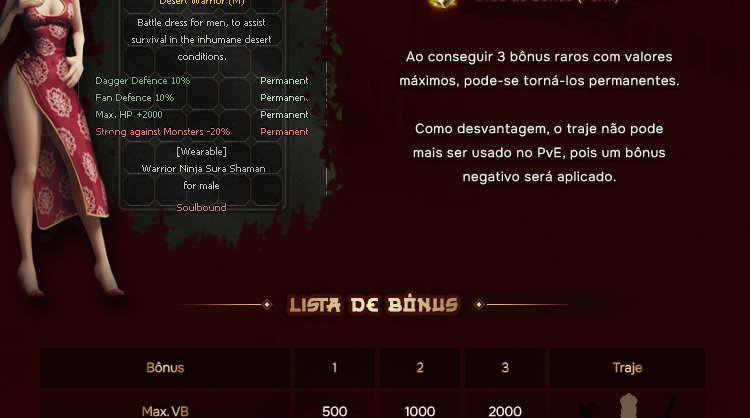 Desert Warrior (M)
Battle dress for men, to assist
survival in the inhumane desert
conditions.
Dagger Defence 10% Permanent
Fan Defence 10% Permanen.
Max. HP +2000 Permanent
Strong against Monsters -20% Permanent
[Wearable]
Warrior Ninja Sura Shaman
for male
Soulbound
Ao conseguir 3 bônus raros com valores
máximos, pode-se torná-los permanentes.
Como desvantagem, o traje não pode
mais ser usado no PvE, pois um bônus
negativo será aplicado.
LISTA DE BÔNUS
Bônus 1 2 3 Traje
Max. VB 500 1000 2000